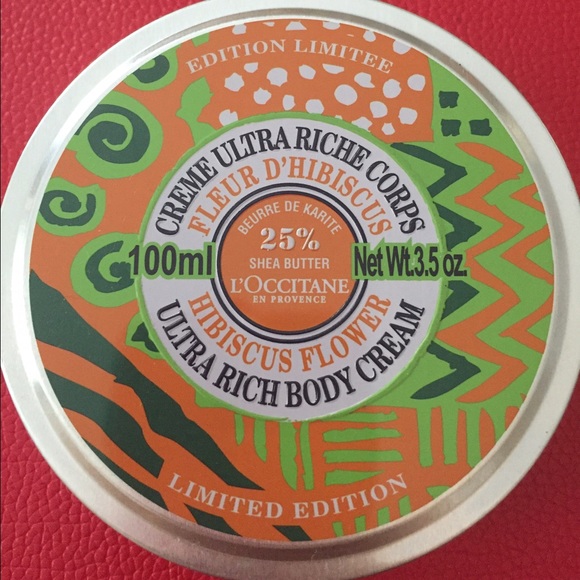 EDITION LIMITEE
CREME ULTRA RICHE CORPS
FLEUR D'HIBISCUS
BEURRE DE KARITE
25%
SHEA BUTTER
L'OCCITANE
EN PROVENCE
100ml
Net Wt.3.5 oz.
HIBISCUS FLOWER
ULTRA RICH BODY CREAM
LIMITED EDITION